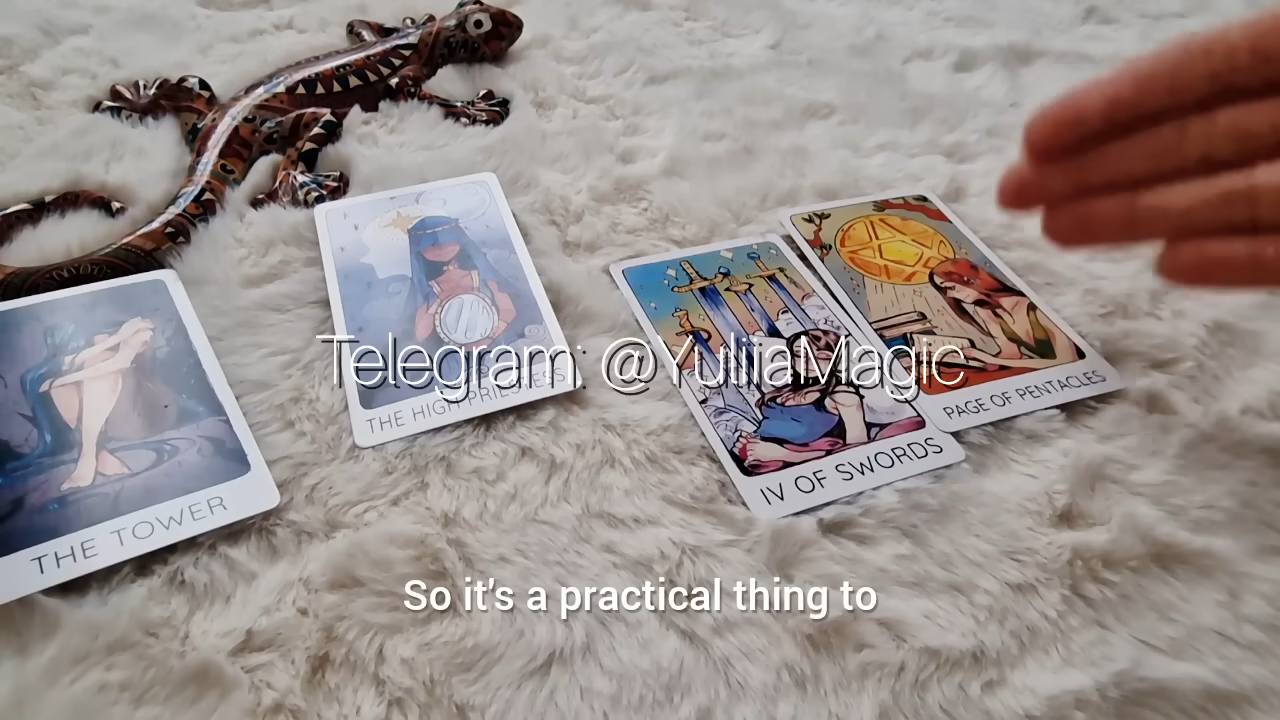 Telegram: @YuliiaMagic
THE HIGH PRIESTESS
PAGE OF PENTACLES
IV OF SWORDS
THE TOWER
So it's a practical thing to